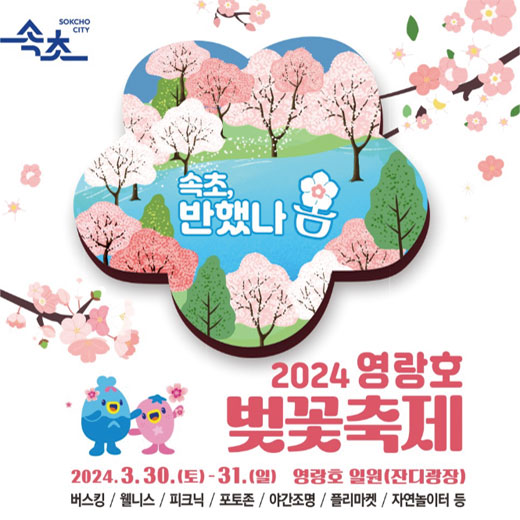 SOKCHO
CITY
속초
속초,
반했나 봄
2024 영랑호
벚꽃축제
2024. 3. 30.(토) - 31.(일) 영랑호 일원(잔디광장)
버스킹 / 웰니스 / 피크닉 / 포토존 / 야간조명 / 플리마켓 / 자연놀이터 등